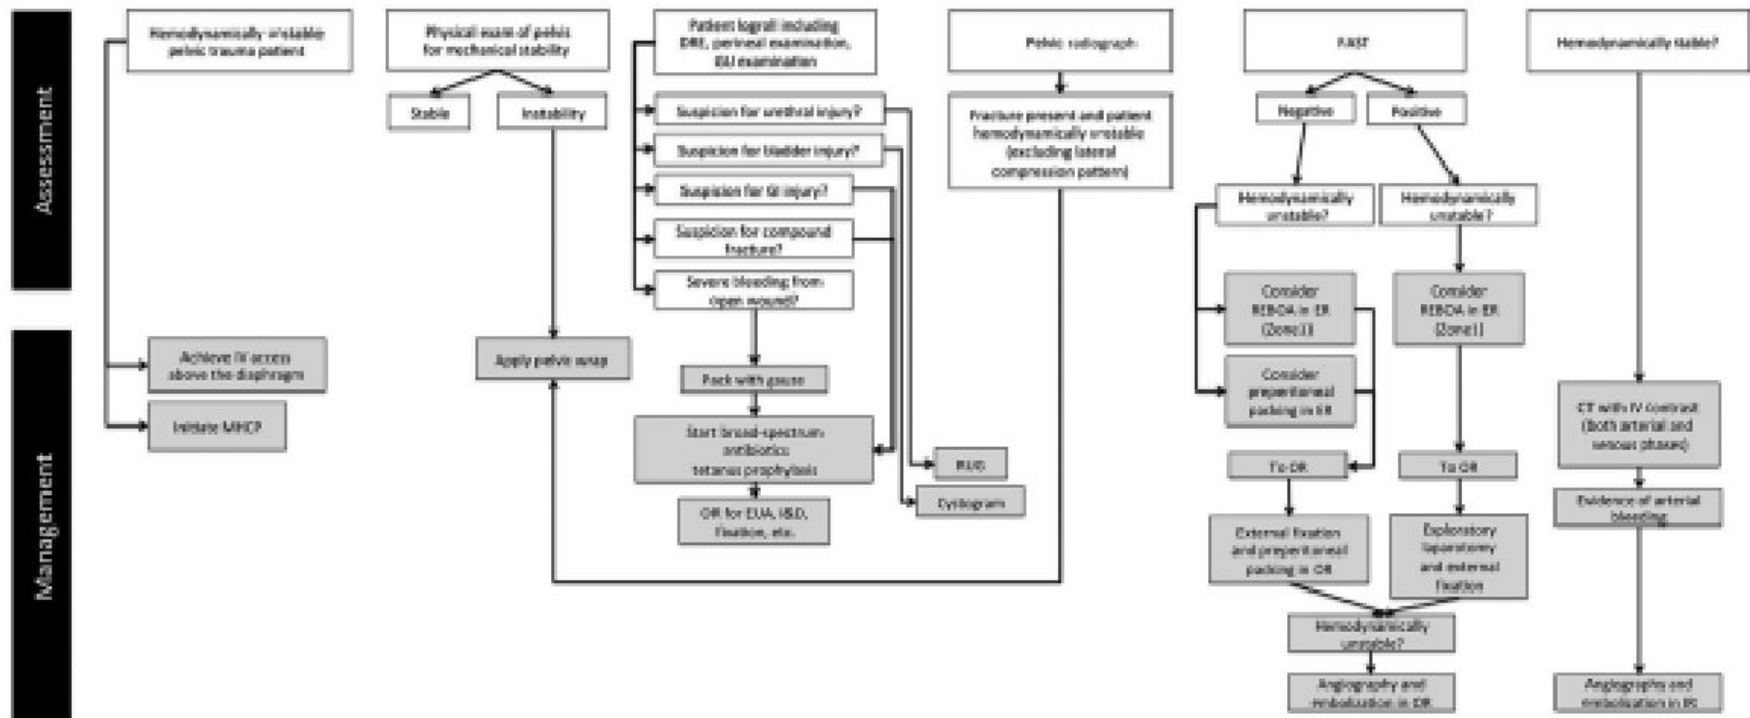 Assessment
Management
Hemodynamically unstable
pelvic trauma patient
Achieve IV access
above the diaphragm
Initiate MHCP
Physical exam of pelvis
for mechanical stability
Stable
Instability
Apply pelvis wrap
Patient logroll including
DRE, perineal examination,
GU examination
Suspicion for urethral injury?
Suspicion for bladder injury?
Suspicion for GI injury?
Suspicion for compound
fracture?
Severe bleeding from
open wound?
Pack with gauze
Start broad-spectrum
antibiotics
tetanus prophylaxis
OR for EUA, I&D,
fixation, etc.
RUG
Cystogram
Pelvic radiograph
Fracture present and patient
hemodynamically unstable
(excluding lateral
compression pattern)
FAST
Negative
Positive
Hemodynamically
unstable?
Hemodynamically
unstable?
Consider
REBOA in ER
(Zone1)
Consider
preperitoneal
packing in ER
Consider
REBOA in ER
(Zone1)
To OR
To OR
External fixation
and preperitoneal
packing in OR
Exploratory
laparotomy
and external
fixation
Hemodynamically
unstable?
Angiography and
embolization in OR
Hemodynamically stable?
CT with IV contrast
(both arterial and
venous phases)
Evidence of arterial
bleeding
Angiography and
embolization in IR